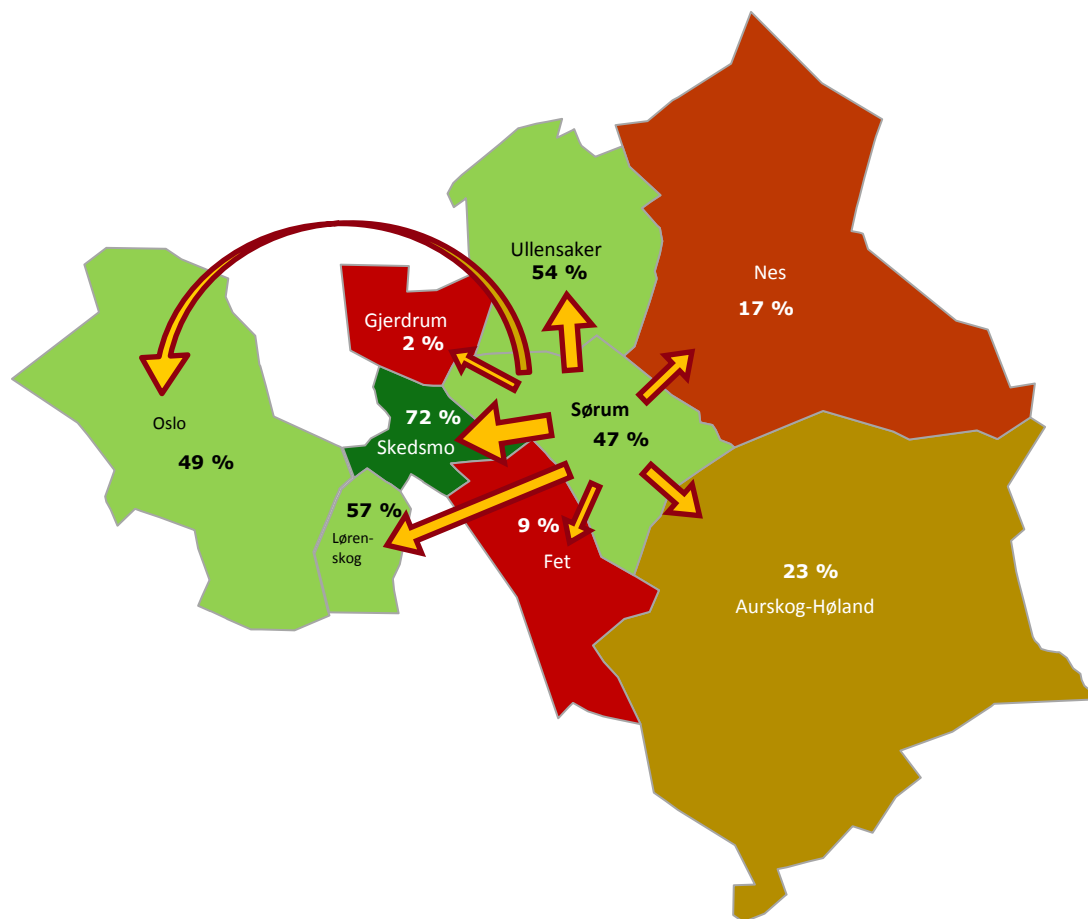 Ullensaker
54 %
Nes
17 %
Gjerdrum
2 %
Sørum
47 %
72 %
Skedsmo
Oslo
49 %
57 %
Løren-
skog
9 %
Fet
23 %
Aurskog-Høland